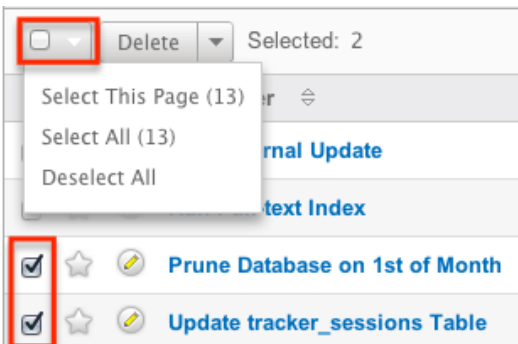 Delete Selected: 2
Select This Page (13)
Select All (13)
Deselect All
rnal Update
text Index
Prune Database on 1st of Month
Update tracker_sessions Table